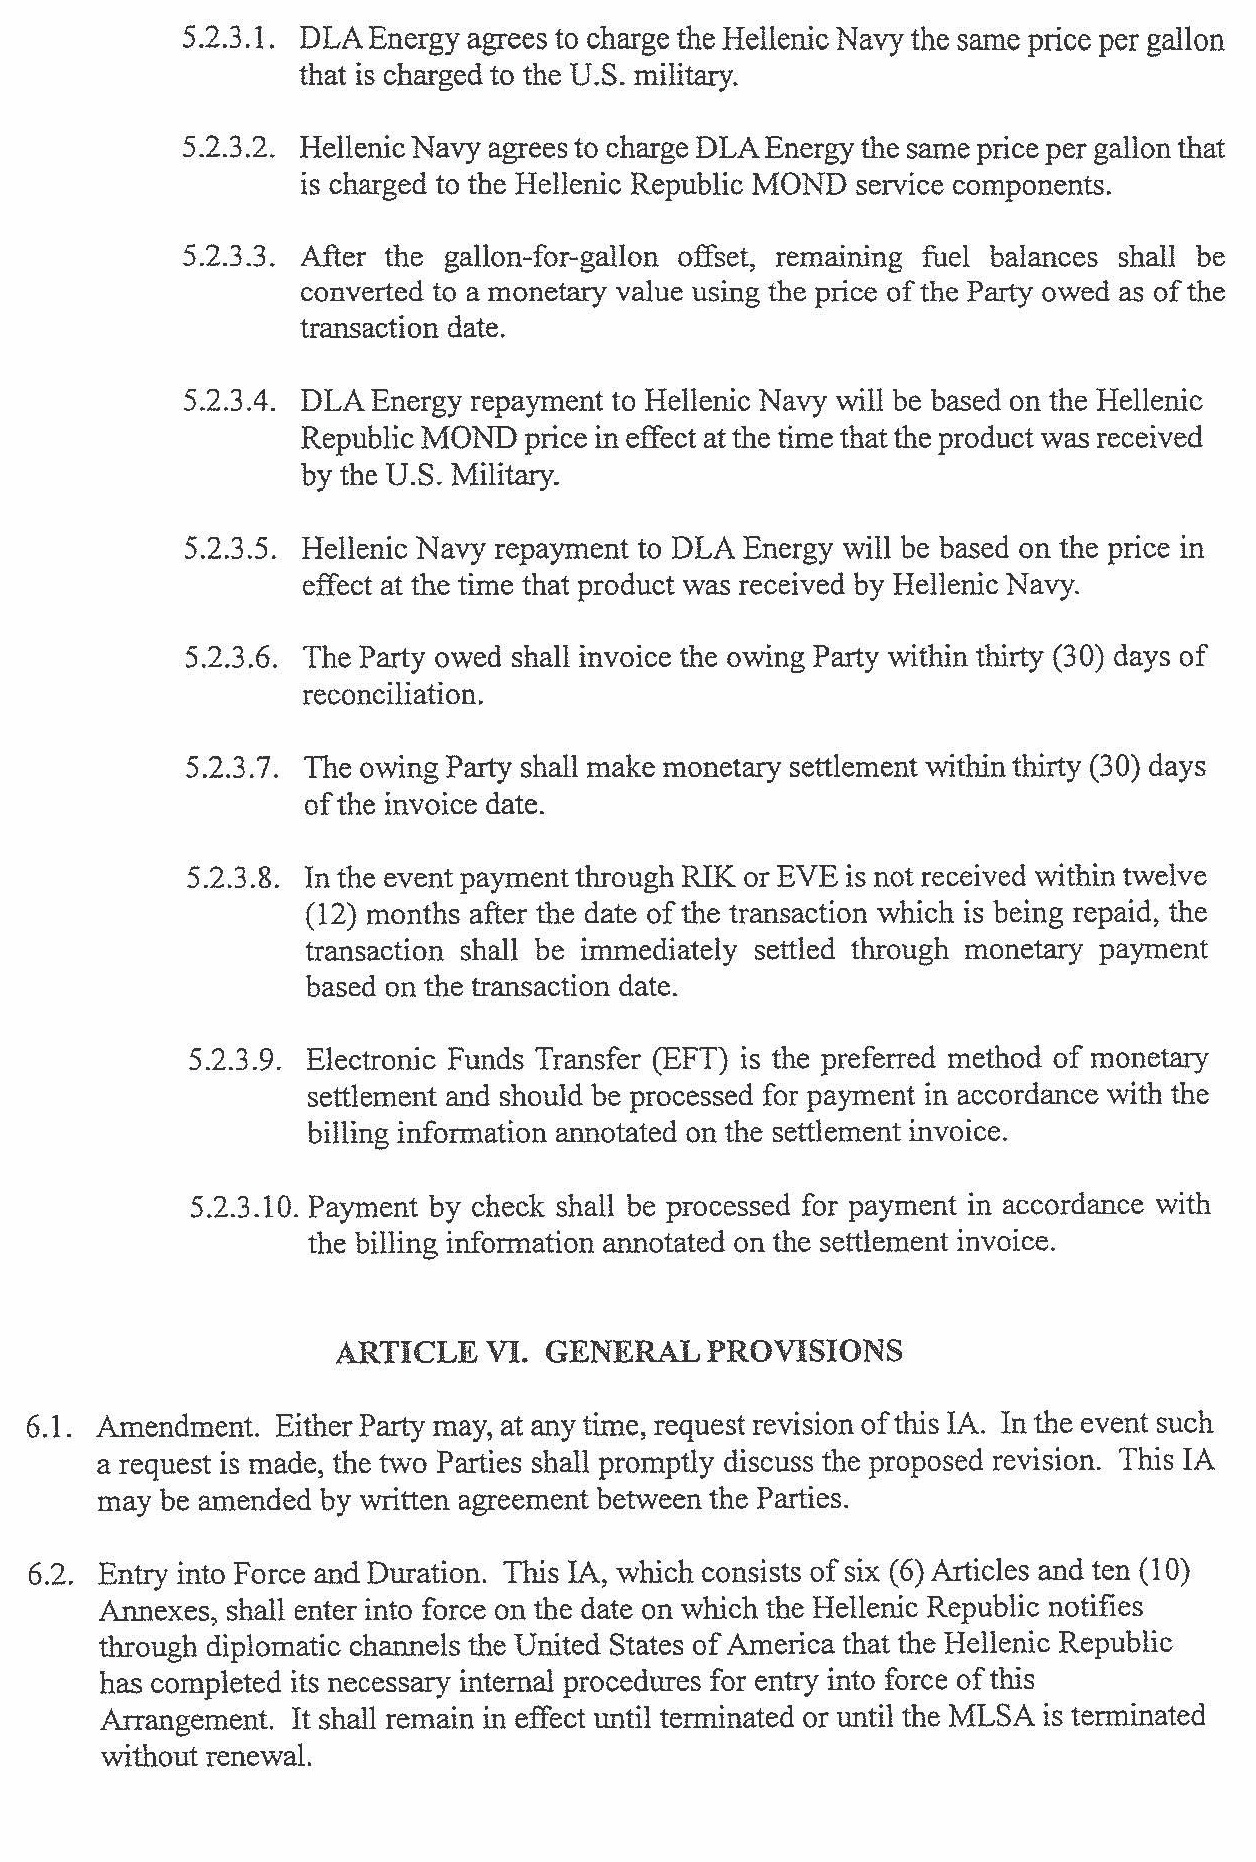 5.2.3.1. DLA Energy agrees to charge the Hellenic Navy the same price per gallon
that is charged to the U.S. military.
5.2.3.2. Hellenic Navy agrees to charge DLA Energy the same price per gallon that
is charged to the Hellenic Republic MOND service components.
5.2.3.3. After the gallon-for-gallon offset, remaining fuel balances shall be
converted to a monetary value using the price of the Party owed as of the
transaction date.
5.2.3.4. DLA Energy repayment to Hellenic Navy will be based on the Hellenic
Republic MOND price in effect at the time that the product was received
by the U.S. Military.
5.2.3.5. Hellenic Navy repayment to DLA Energy will be based on the price in
effect at the time that product was received by Hellenic Navy.
5.2.3.6. The Party owed shall invoice the owing Party within thirty (30) days of
reconciliation.
5.2.3.7. The owing Party shall make monetary settlement within thirty (30) days
of the invoice date.
5.2.3.8. In the event payment through RIK or EVE is not received within twelve
(12) months after the date of the transaction which is being repaid, the
transaction shall be immediately settled through monetary payment
based on the transaction date.
5.2.3.9. Electronic Funds Transfer (EFT) is the preferred method of monetary
settlement and should be processed for payment in accordance with the
billing information annotated on the settlement invoice.
5.2.3.10. Payment by check shall be processed for payment in accordance with
the billing information annotated on the settlement invoice.
ARTICLE VI. GENERAL PROVISIONS
6.1. Amendment. Either Party may, at any time, request revision of this IA. In the event such
a request is made, the two Parties shall promptly discuss the proposed revision. This IA
may be amended by written agreement between the Parties.
6.2. Entry into Force and Duration. This IA, which consists of six (6) Articles and ten (10)
Annexes, shall enter into force on the date on which the Hellenic Republic notifies
through diplomatic channels the United States of America that the Hellenic Republic
has completed its necessary internal procedures for entry into force of this
Arrangement. It shall remain in effect until terminated or until the MLSA is terminated
without renewal.